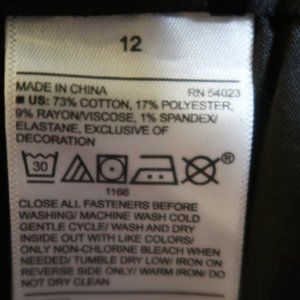 12
MADE IN CHINA RN 54023
■ US: 73% COTTON, 17% POLYESTER,
9% RAYON/VISCOSE, 1% SPANDEX/
ELASTANE, EXCLUSIVE OF
DECORATION
30 ®
1166
CLOSE ALL FASTENERS BEFORE
WASHING/ MACHINE WASH COLD
GENTLE CYCLE/ WASH AND DRY
INSIDE OUT WITH LIKE COLORS/
ONLY NON-CHLORINE BLEACH WHEN
NEEDED/ TUMBLE DRY LOW/ IRON ON
REVERSE SIDE ONLY/ WARM IRON/ DO
NOT DRY CLEAN